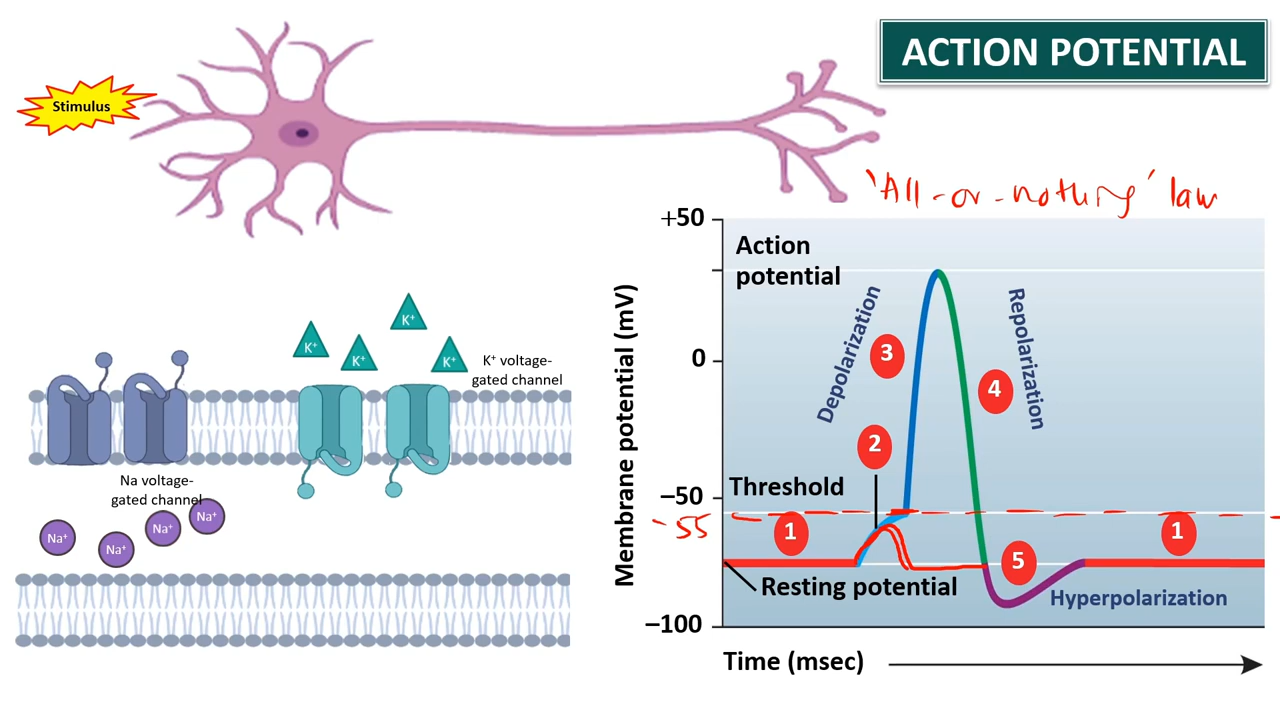 ACTION POTENTIAL
Stimulus
'All-or-nothing' law
+50
Action
potential
Depolarization
Repolarization
3
4
0
2
Membrane potential (mV)
K⁺
K⁺
K⁺
K⁺
K⁺ voltage-
gated channel
Na voltage-
gated channel
Na⁺
Na⁺
Na⁺
Na⁺
–50
Threshold
-55
1
1
5
Resting potential
Hyperpolarization
–100
Time (msec)